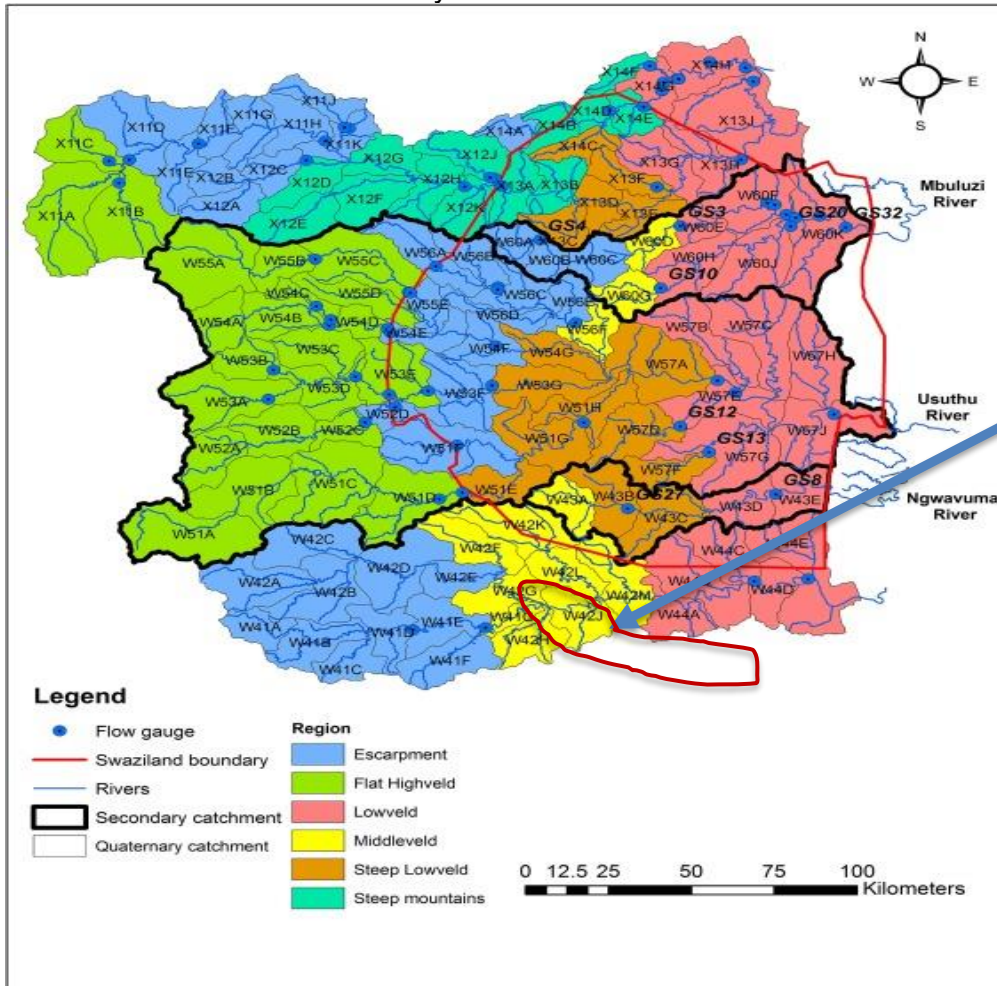 N
W E
S
X14F
X14G
X14H
X11J
X11D
X11G
X11F
X11H
X11K
X14A
X14B
X14D
X14E
X13J
X11C
X11E
X12B
X12C
X12G
X12J
X14C
X13G
X13H
X12D
X12H
X13A
X13B
X13F
X11A
X11B
X12A
X12F
X12K
X13D
X13E
X12E
Mbuluzi
River
GS4
GS3
GS20
GS32
W60F
W60K
W60A
W60B
W60C
W60D
W60E
W60H
W60J
GS10
W60G
W55A
W55B
W55C
W56A
W56B
W55D
W55E
W56C
W56D
W56E
W56F
W54A
W54B
W54C
W54D
W54E
W54F
W54G
W57B
W57C
W57A
W57H
W53B
W53C
W53D
W53E
W53F
W53G
W57E
W53A
W52D
W51H
W52B
W52C
W51F
W51G
W57D
GS12
GS13
W57J
W57G
Usuthu
River
W52A
W51B
W51C
W51D
W51E
W57F
GS8
W43A
W43B
GS27
W43C
W43D
W43E
Ngwavuma
River
W51A
W42K
W42C
W42F
W42L
W44C
W42A
W42B
W42D
W42E
W42M
W44A
W44D
W42J
W41A
W41B
W41D
W41E
W42H
W41C
W41F
Legend
Flow gauge
Swaziland boundary
Rivers
Secondary catchment
Quaternary catchment
Region
Escarpment
Flat Highveld
Lowveld
Middleveld
Steep Lowveld
Steep mountains
0 12.5 25 50 75 100
Kilometers